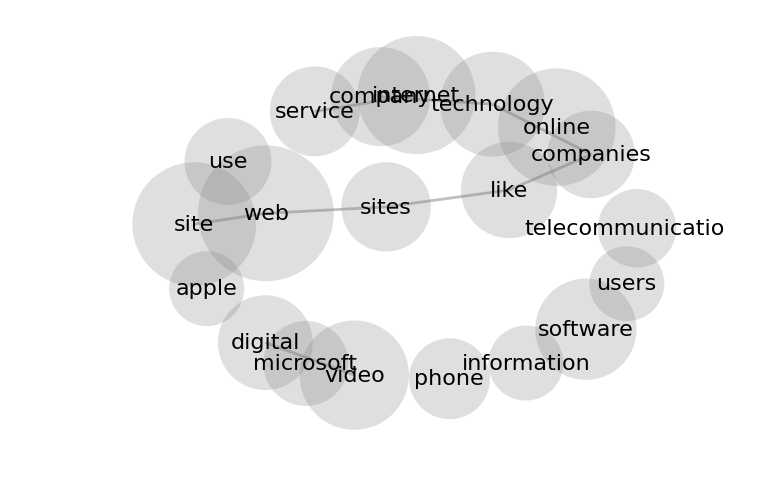 internet
company
technology
service
online
companies
use
like
web
sites
site
telecommunicatio
users
apple
software
digital
microsoft
information
video
phone